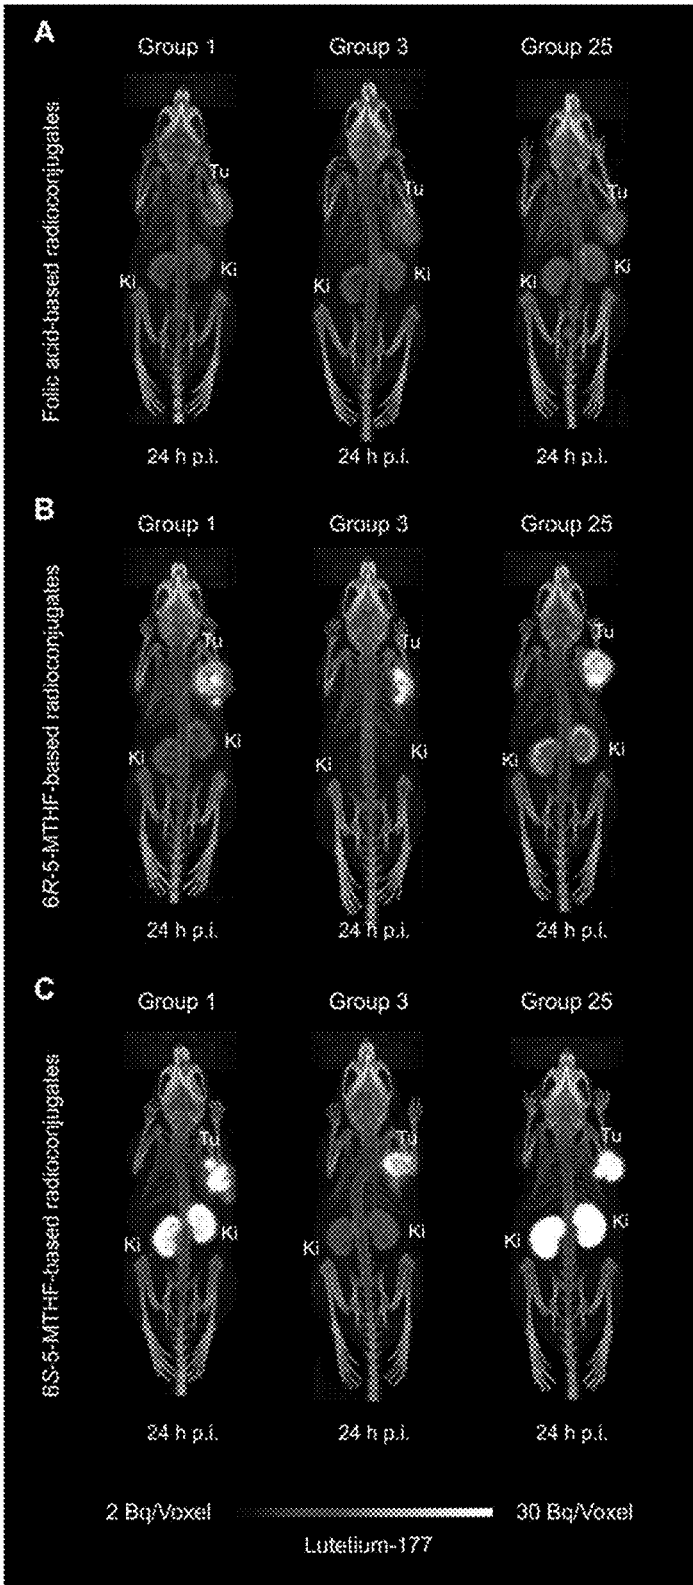 A
Group 1 Group 3 Group 25
Folic acid-based radioconjugates
Tu Tu Tu
Ki Ki Ki Ki Ki Ki
24 h p.i. 24 h p.i. 24 h p.i.
B
Group 1 Group 3 Group 25
6R-5-MTHF-based radioconjugates
Tu Tu Tu
Ki Ki Ki Ki Ki Ki
24 h p.i. 24 h p.i. 24 h p.i.
C
Group 1 Group 3 Group 25
6S-5-MTHF-based radioconjugates
Tu Tu Tu
Ki Ki Ki Ki Ki Ki
24 h p.i. 24 h p.i. 24 h p.i.
2 Bq/Voxel 30 Bq/Voxel
Lutetium-177